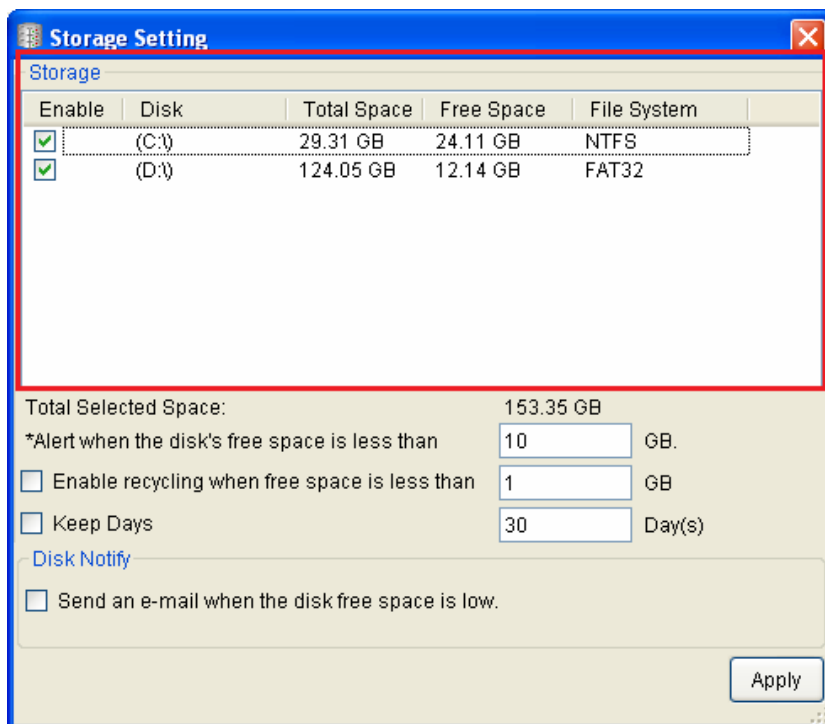 Storage Setting
Storage
Enable Disk Total Space Free Space File System
(C:\) 29.31 GB 24.11 GB NTFS
(D:\) 124.05 GB 12.14 GB FAT32
Total Selected Space: 153.35 GB
*Alert when the disk's free space is less than 10 GB.
Enable recycling when free space is less than 1 GB
Keep Days 30 Day(s)
Disk Notify
Send an e-mail when the disk free space is low.
Apply